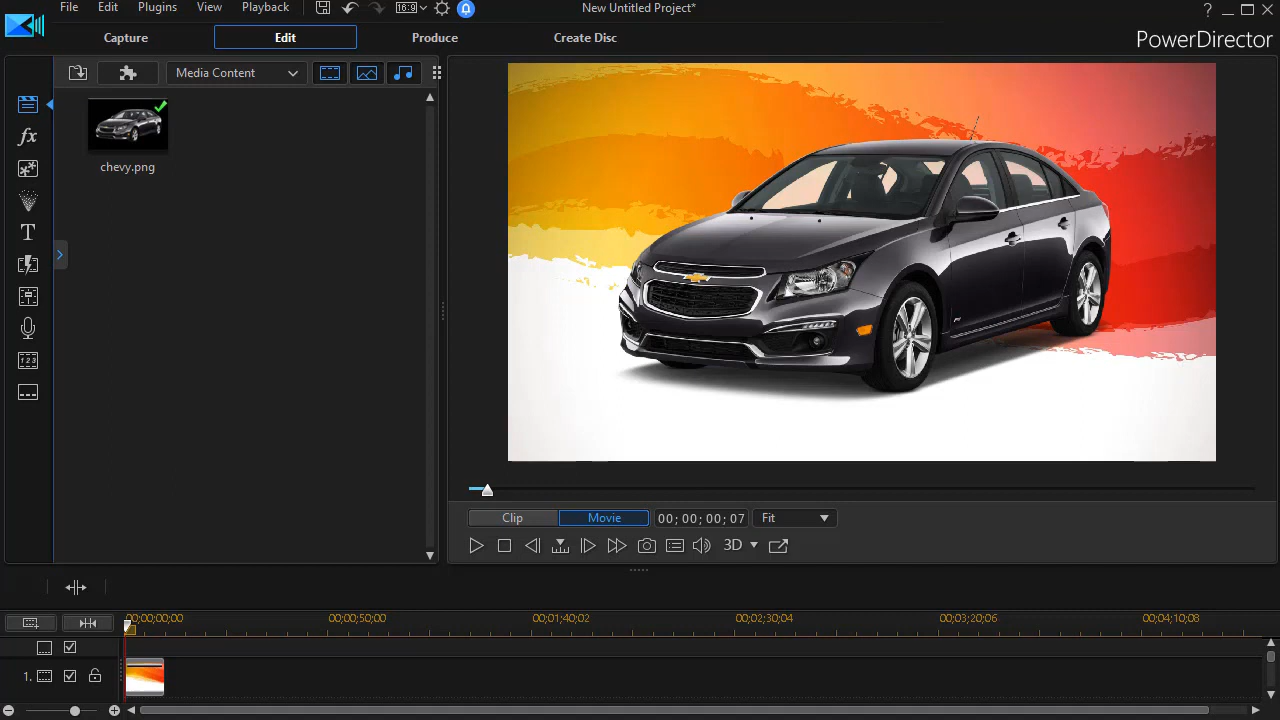 File Edit Plugins View Playback 16:9 New Untitled Project* ?
Capture Edit Produce Create Disc PowerDirector
Media Content
fx
T
chevy.png
Clip Movie 00; 00; 00; 07 Fit
3D
00;00;00;00 00;00;50;00 00;01;40;02 00;02;30;04 00;03;20;06 00;04;10;08
1.